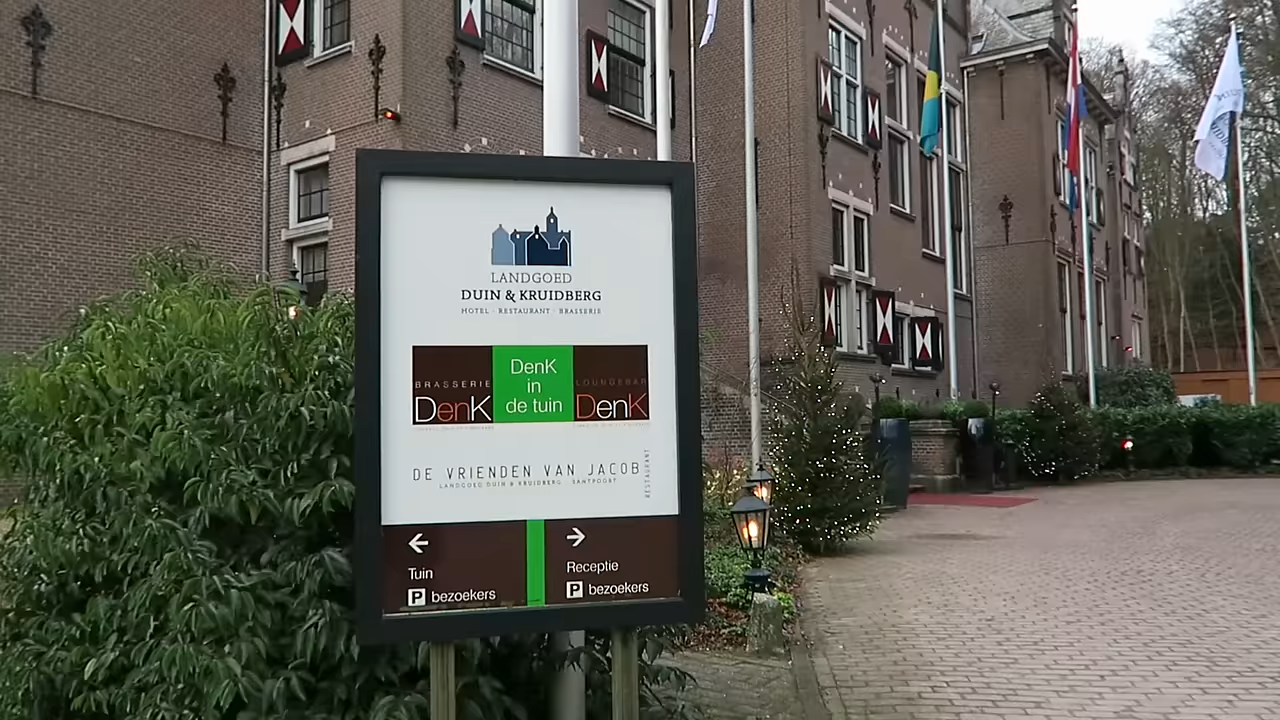 LANDGOED
DUIN & KRUIDBERG
HOTEL · RESTAURANT · BRASSERIE
BRASSERIE
DenK
DenK
in
de tuin
LOUNGEBAR
DenK
DE VRIENDEN VAN JACOB
RESTAURANT
LANDGOED DUIN & KRUIDBERG SANTPOORT
←
Tuin
P bezoekers
→
Receptie
P bezoekers